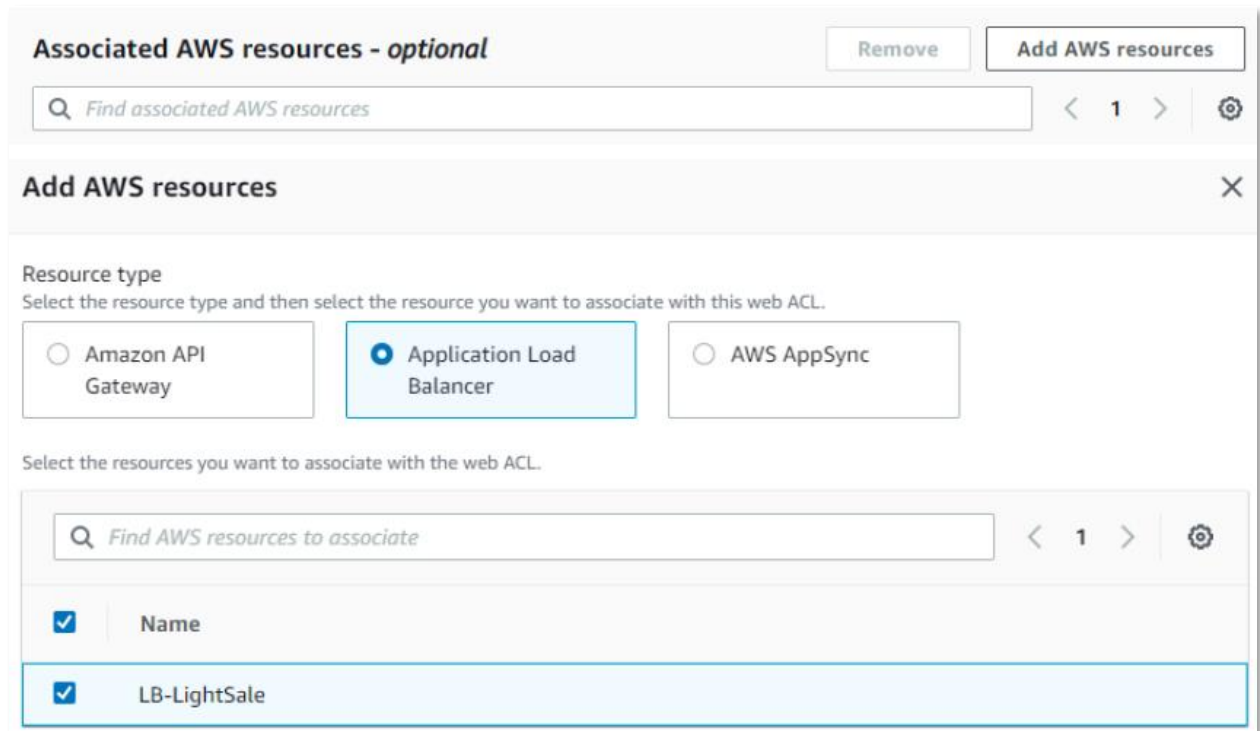 Associated AWS resources - optional
Remove
Add AWS resources
Find associated AWS resources
1
Add AWS resources
Resource type
Select the resource type and then select the resource you want to associate with this web ACL.
Amazon API
Gateway
Application Load
Balancer
AWS AppSync
Select the resources you want to associate with the web ACL.
Find AWS resources to associate
1
Name
LB-LightSale